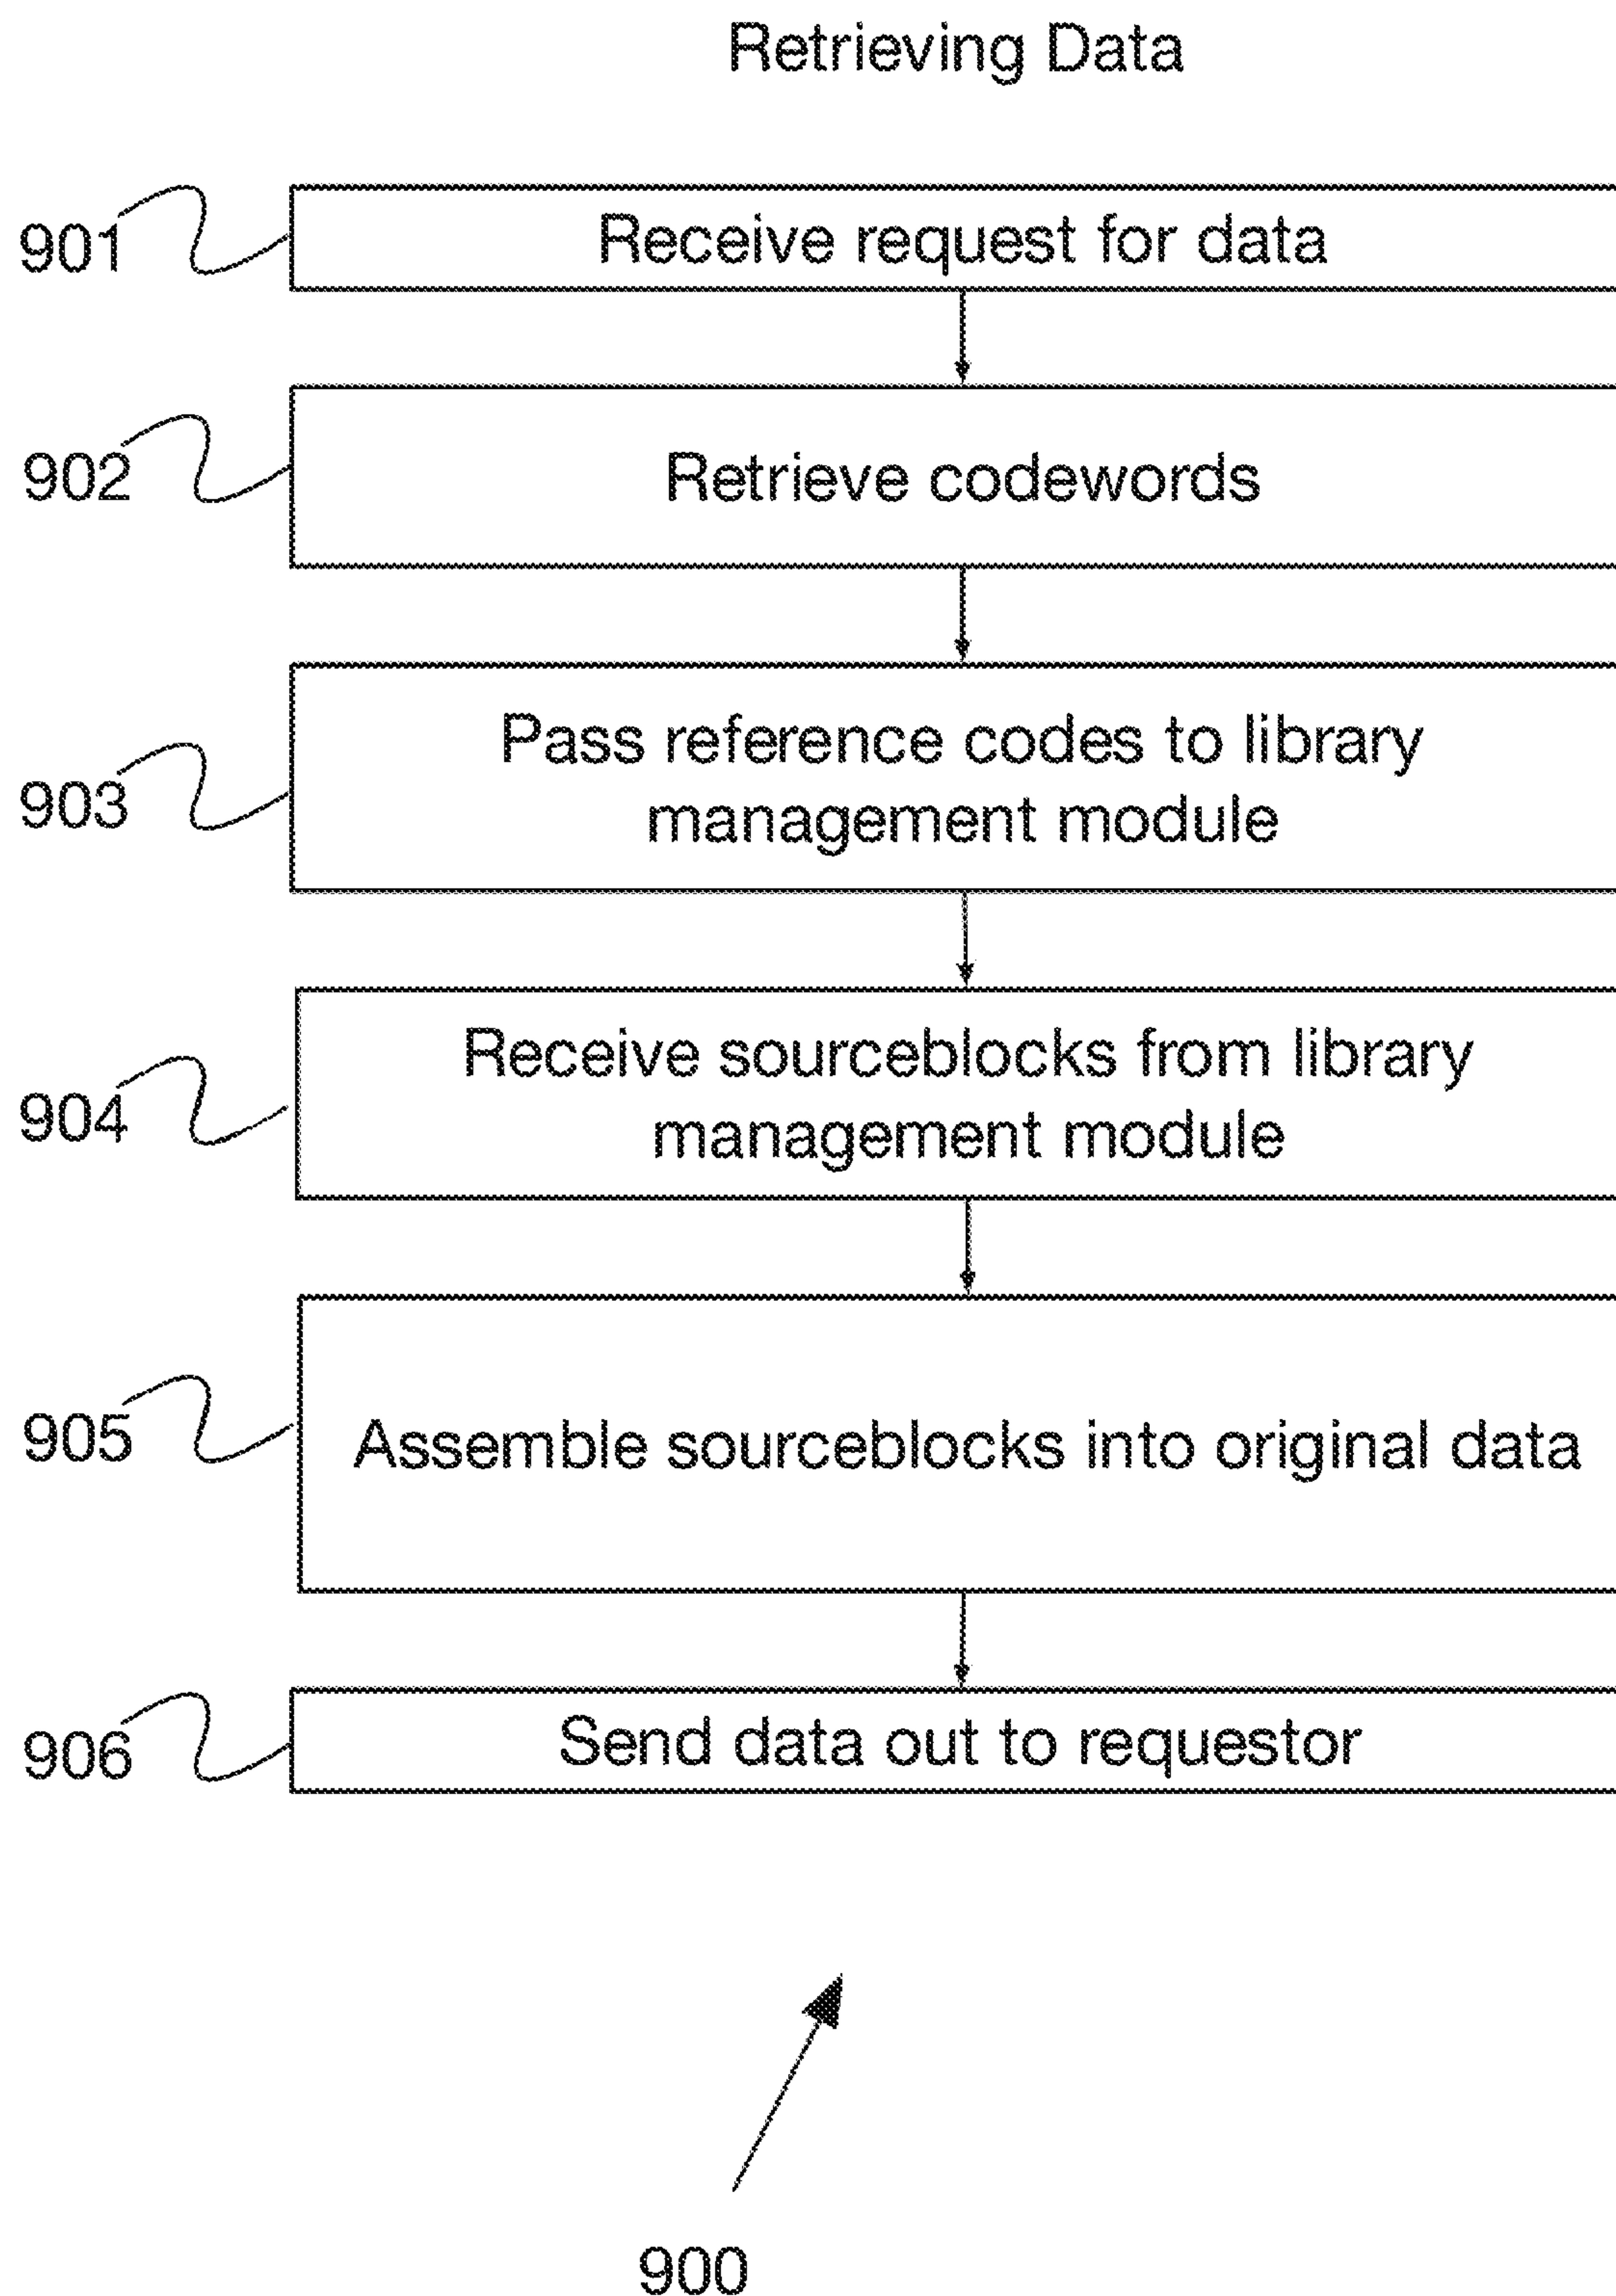 Retrieving Data
901
Receive request for data
902
Retrieve codewords
903
Pass reference codes to library
management module
904
Receive sourceblocks from library
management module
905
Assemble sourceblocks into original data
906
Send data out to requestor
900